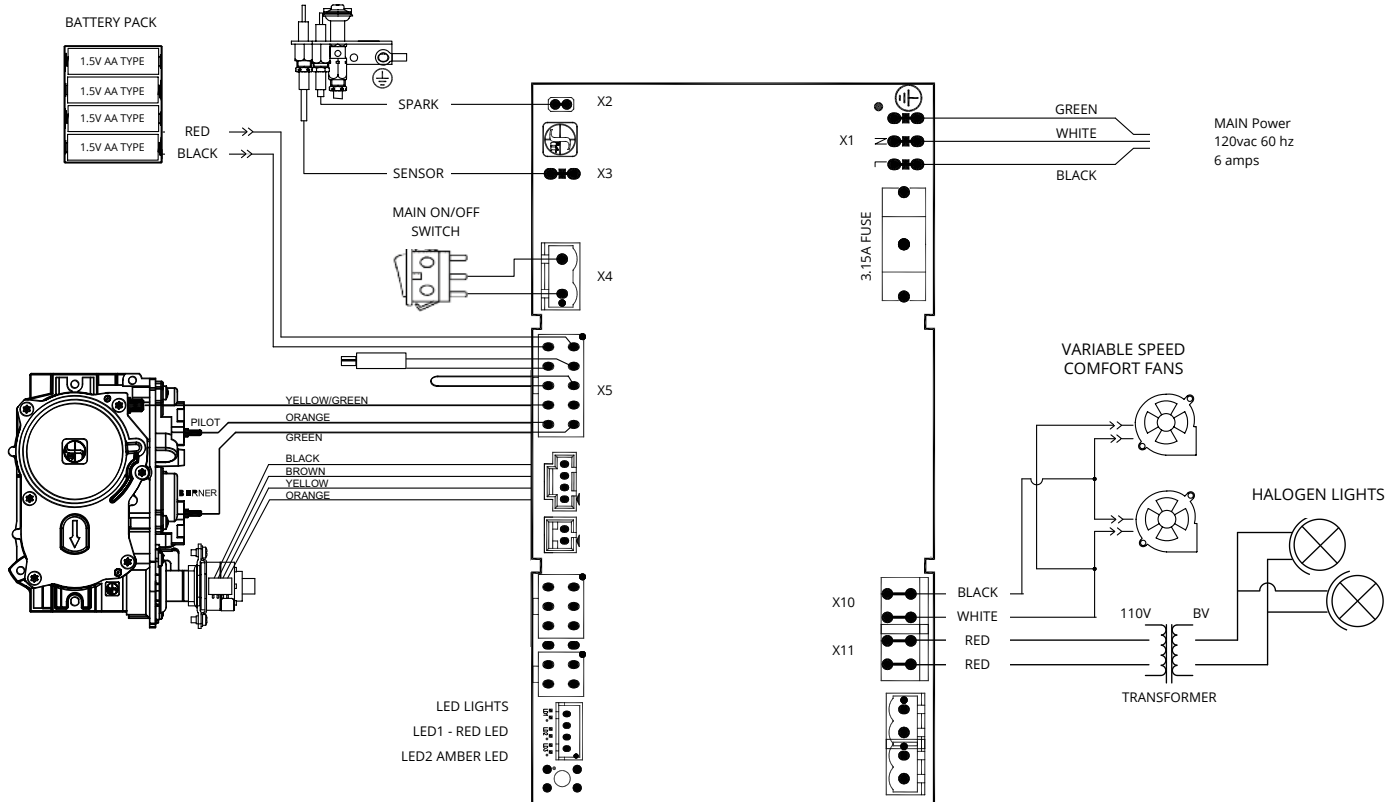 BATTERY PACK
1.5V AA TYPE
1.5V AA TYPE
1.5V AA TYPE
1.5V AA TYPE
RED
BLACK
SPARK
X2
SENSOR
X3
MAIN ON/OFF
SWITCH
X4
X5
YELLOW/GREEN
PILOT
ORANGE
GREEN
BLACK
BROWN
YELLOW
ORANGE
LED LIGHTS
LED1 - RED LED
LED2 AMBER LED
X1
N
L
GREEN
WHITE
BLACK
MAIN Power
120vac 60 hz
6 amps
3.15A FUSE
VARIABLE SPEED
COMFORT FANS
HALOGEN LIGHTS
X10
BLACK
WHITE
X11
RED
RED
110V
BV
TRANSFORMER